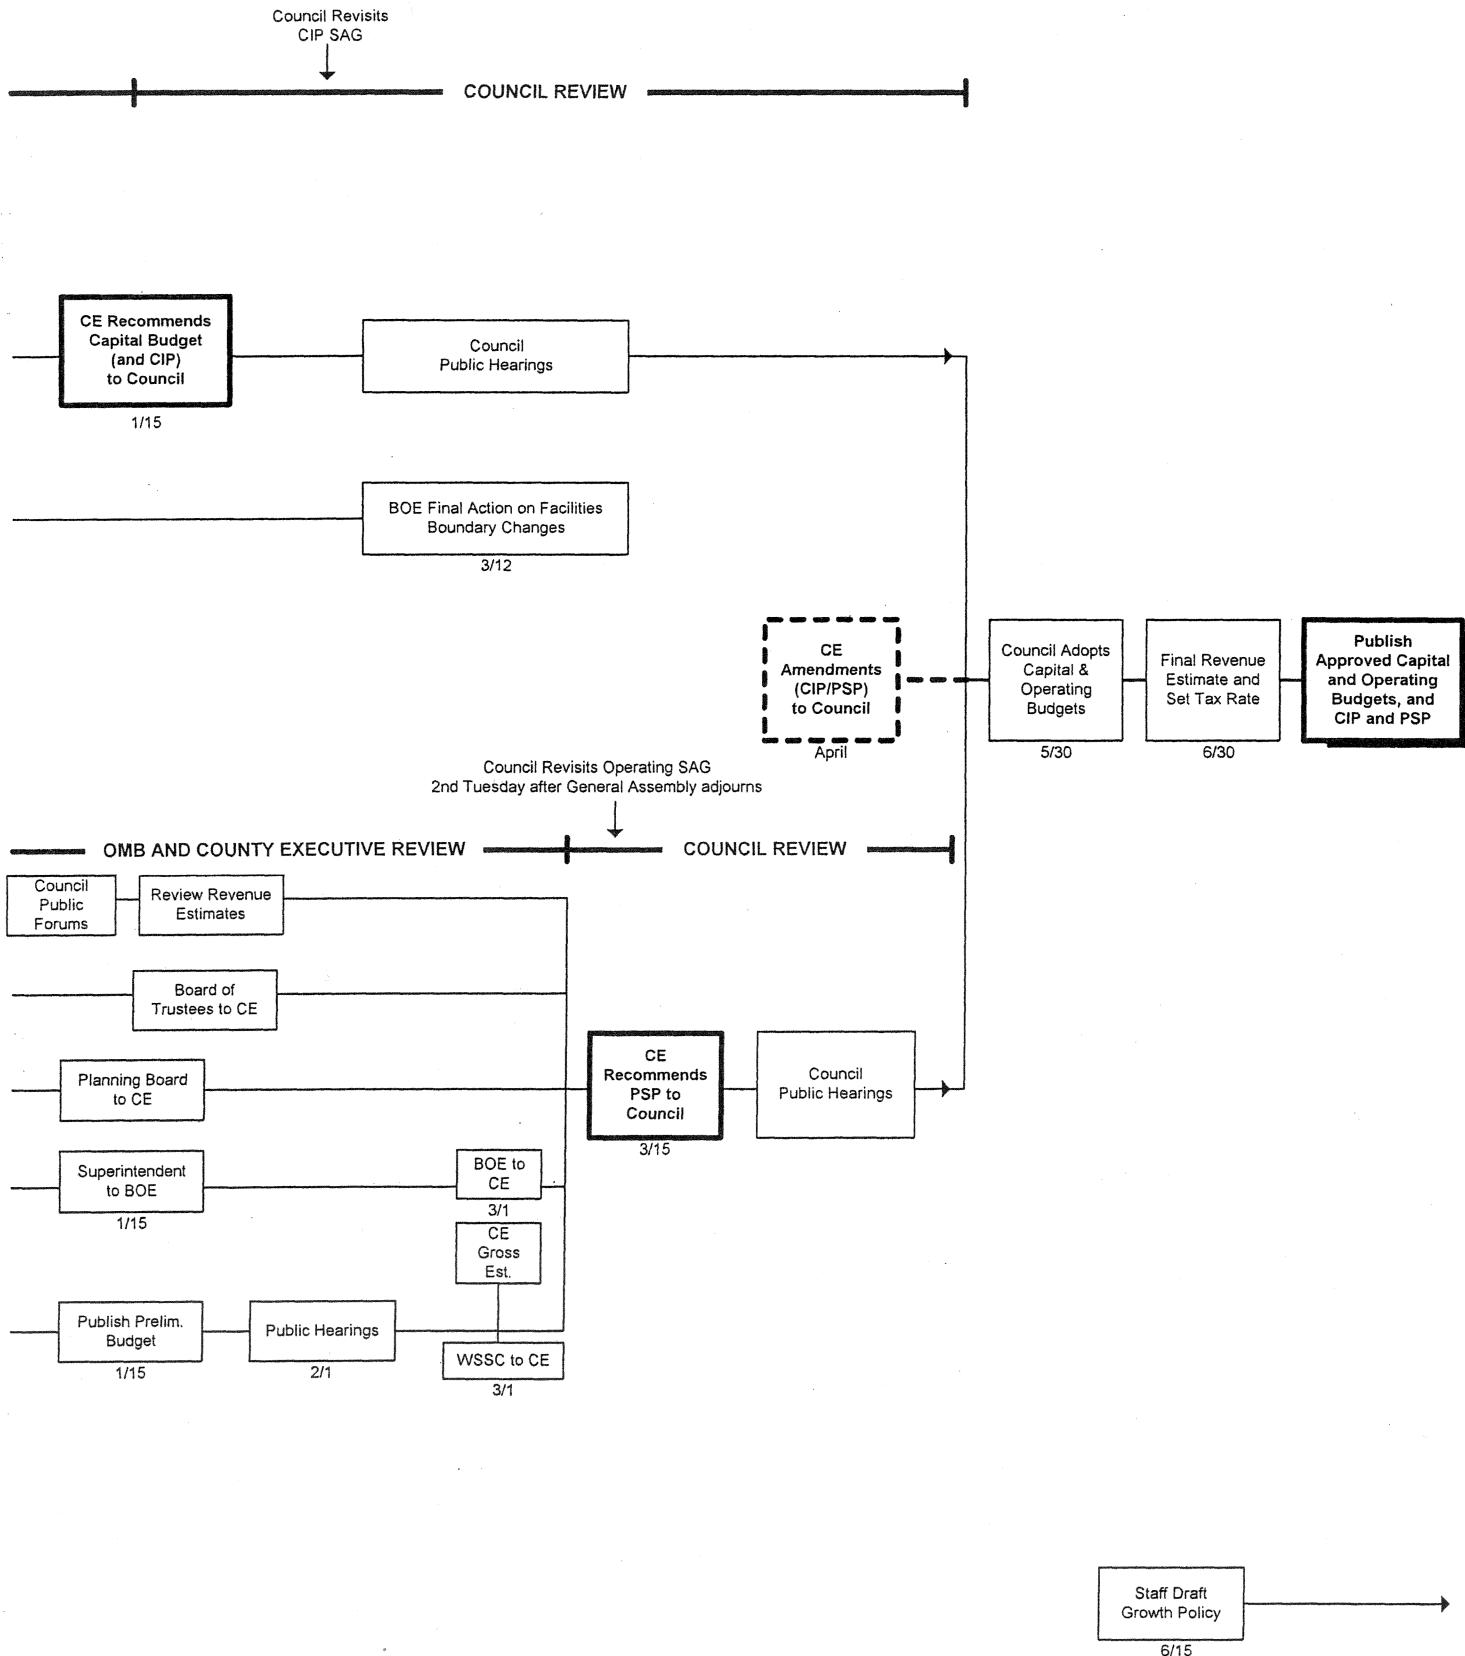 Council Revisits
CIP SAG
COUNCIL REVIEW
CE Recommends
Capital Budget
(and CIP)
to Council
1/15
Council
Public Hearings
BOE Final Action on Facilities
Boundary Changes
3/12
CE
Amendments
(CIP/PSP)
to Council
April
Council Adopts
Capital &
Operating
Budgets
5/30
Final Revenue
Estimate and
Set Tax Rate
6/30
Publish
Approved Capital
and Operating
Budgets, and
CIP and PSP
Council Revisits Operating SAG
2nd Tuesday after General Assembly adjourns
OMB AND COUNTY EXECUTIVE REVIEW
COUNCIL REVIEW
Council
Public
Forums
Review Revenue
Estimates
Board of
Trustees to CE
Planning Board
to CE
CE
Recommends
PSP to
Council
3/15
Council
Public Hearings
Superintendent
to BOE
1/15
BOE to
CE
3/1
CE
Gross
Est.
Publish Prelim.
Budget
1/15
Public Hearings
2/1
WSSC to CE
3/1
Staff Draft
Growth Policy
6/15